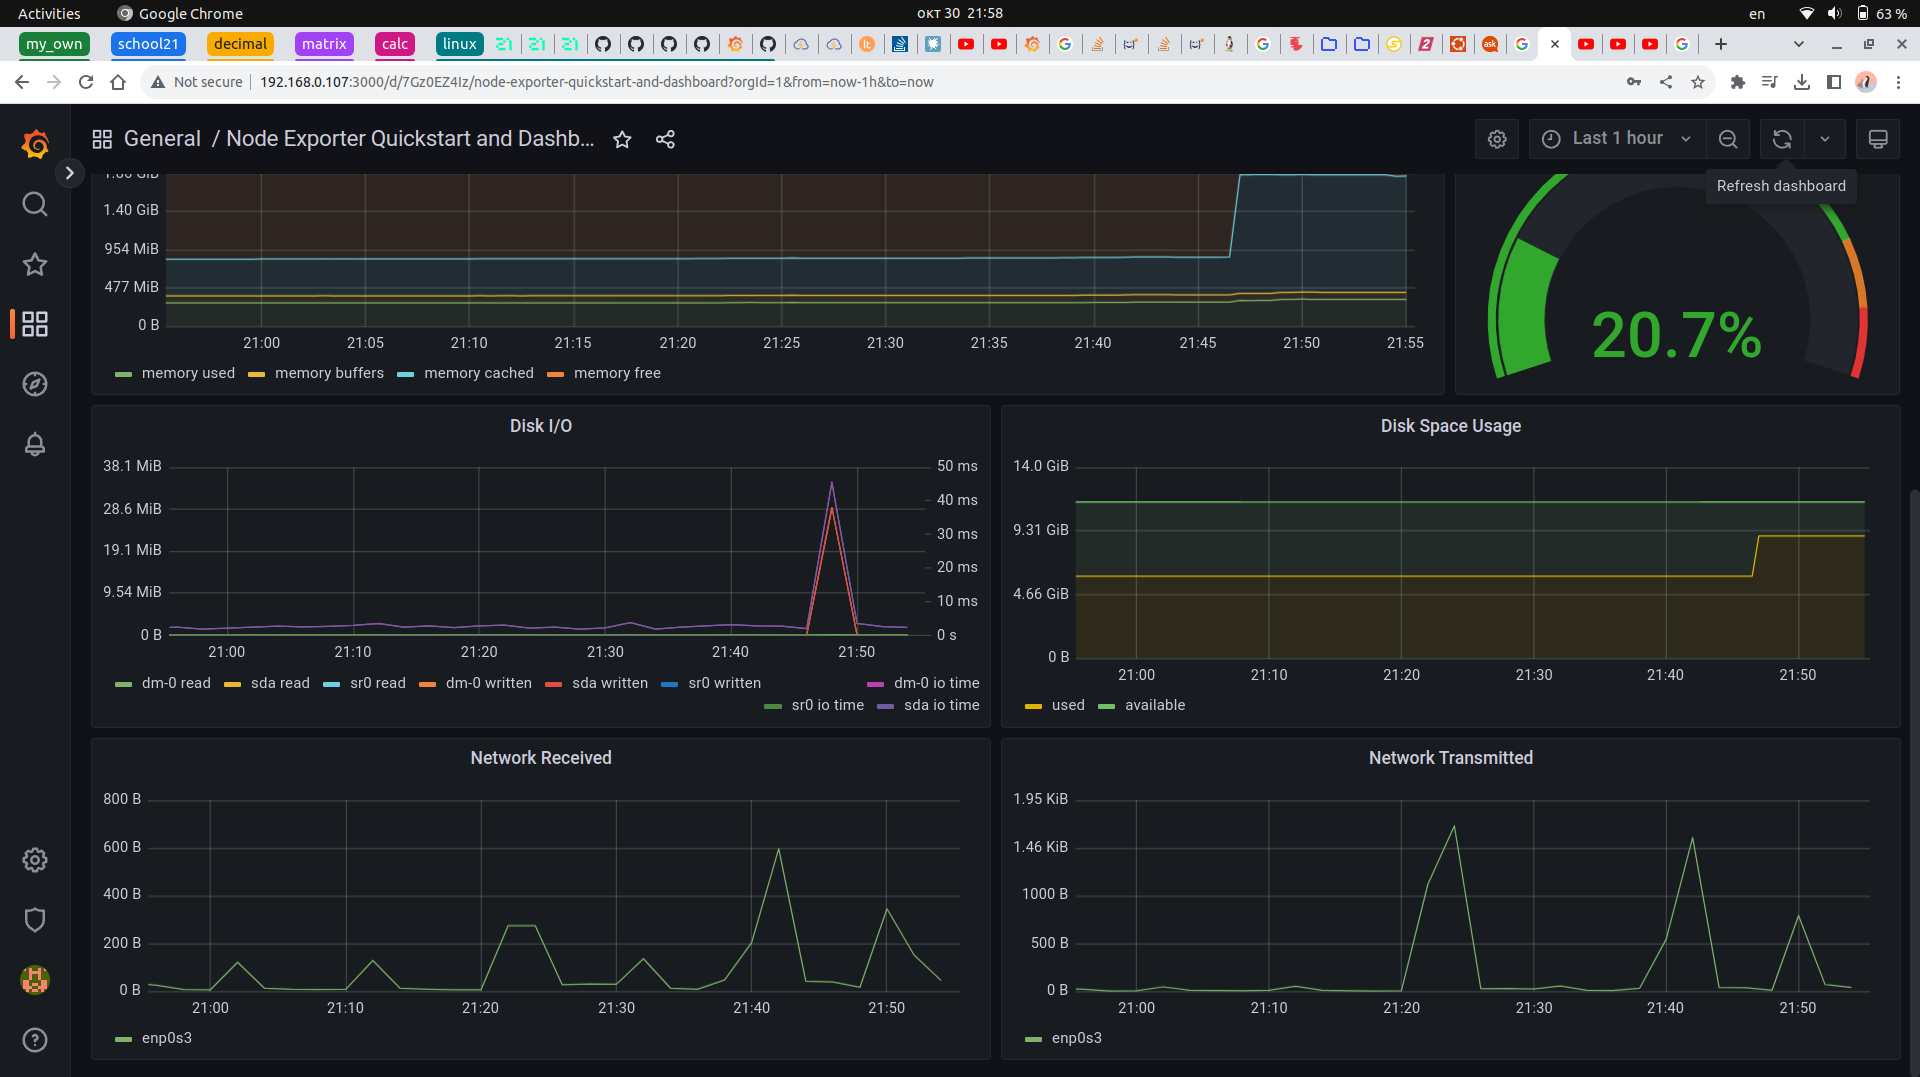 Activities Google Chrome окт 30 21:58 en 63 %
my_own school21 decimal matrix calc linux
Not secure 192.168.0.107:3000/d/7Gz0EZ4Iz/node-exporter-quickstart-and-dashboard?orgId=1&from=now-1h&to=now
General / Node Exporter Quickstart and Dashb... Last 1 hour
Refresh dashboard
1.40 GiB
954 MiB
477 MiB
0 B
21:00 21:05 21:10 21:15 21:20 21:25 21:30 21:35 21:40 21:45 21:50 21:55
memory used memory buffers memory cached memory free
20.7%
Disk I/O
38.1 MiB 50 ms
40 ms
28.6 MiB
30 ms
19.1 MiB
20 ms
9.54 MiB
10 ms
0 B 0 s
21:00 21:10 21:20 21:30 21:40 21:50
dm-0 read sda read sr0 read dm-0 written sda written sr0 written dm-0 io time
sr0 io time sda io time
Disk Space Usage
14.0 GiB
9.31 GiB
4.66 GiB
0 B
21:00 21:10 21:20 21:30 21:40 21:50
used available
Network Received
800 B
600 B
400 B
200 B
0 B
21:00 21:10 21:20 21:30 21:40 21:50
enp0s3
Network Transmitted
1.95 KiB
1.46 KiB
1000 B
500 B
0 B
21:00 21:10 21:20 21:30 21:40 21:50
enp0s3